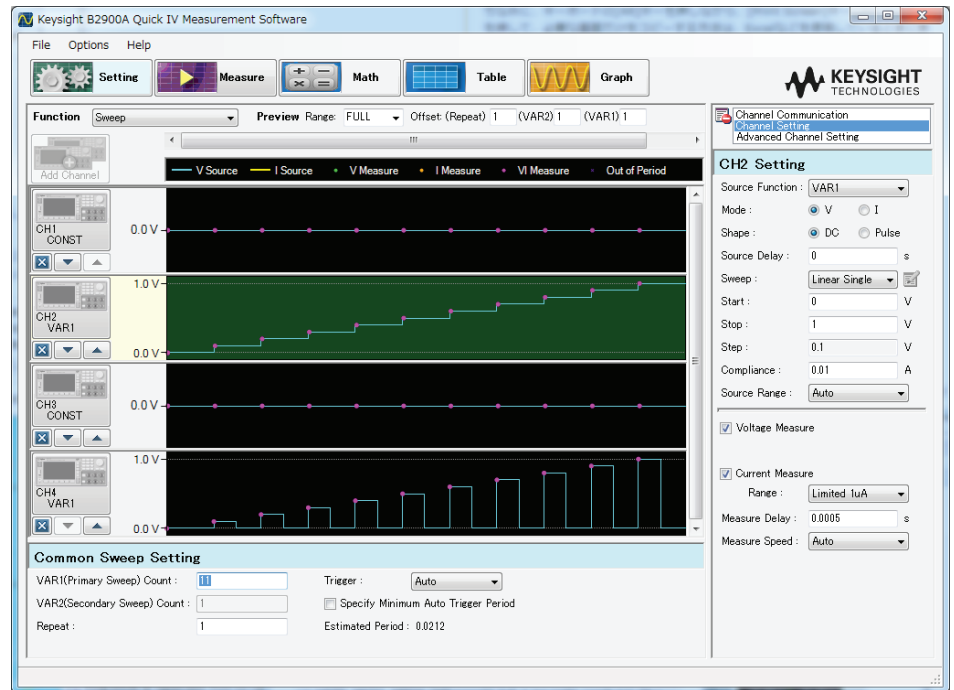 Keysight B2900A Quick IV Measurement Software
File Options Help
Setting Measure Math Table Graph
KEYSIGHT
TECHNOLOGIES
Function Sweep Preview Range: FULL Offset: (Repeat) 1 (VAR2) 1 (VAR1) 1
Add Channel
V Source I Source V Measure I Measure VI Measure Out of Period
CH1
CONST
0.0 V
CH2
VAR1
1.0 V
0.0 V
CH3
CONST
0.0 V
CH4
VAR1
1.0 V
0.0 V
Common Sweep Setting
VAR1(Primary Sweep) Count : 11
VAR2(Secondary Sweep) Count : 1
Repeat : 1
Trigger : Auto
Specify Minimum Auto Trigger Period
Estimated Period : 0.0212
Channel Communication
Channel Setting
Advanced Channel Setting
CH2 Setting
Source Function : VAR1
Mode : V I
Shape : DC Pulse
Source Delay : 0 s
Sweep : Linear Single
Start : 0 V
Stop : 1 V
Step : 0.1 V
Compliance : 0.01 A
Source Range : Auto
Voltage Measure
Current Measure
Range : Limited 1uA
Measure Delay : 0.0005 s
Measure Speed : Auto